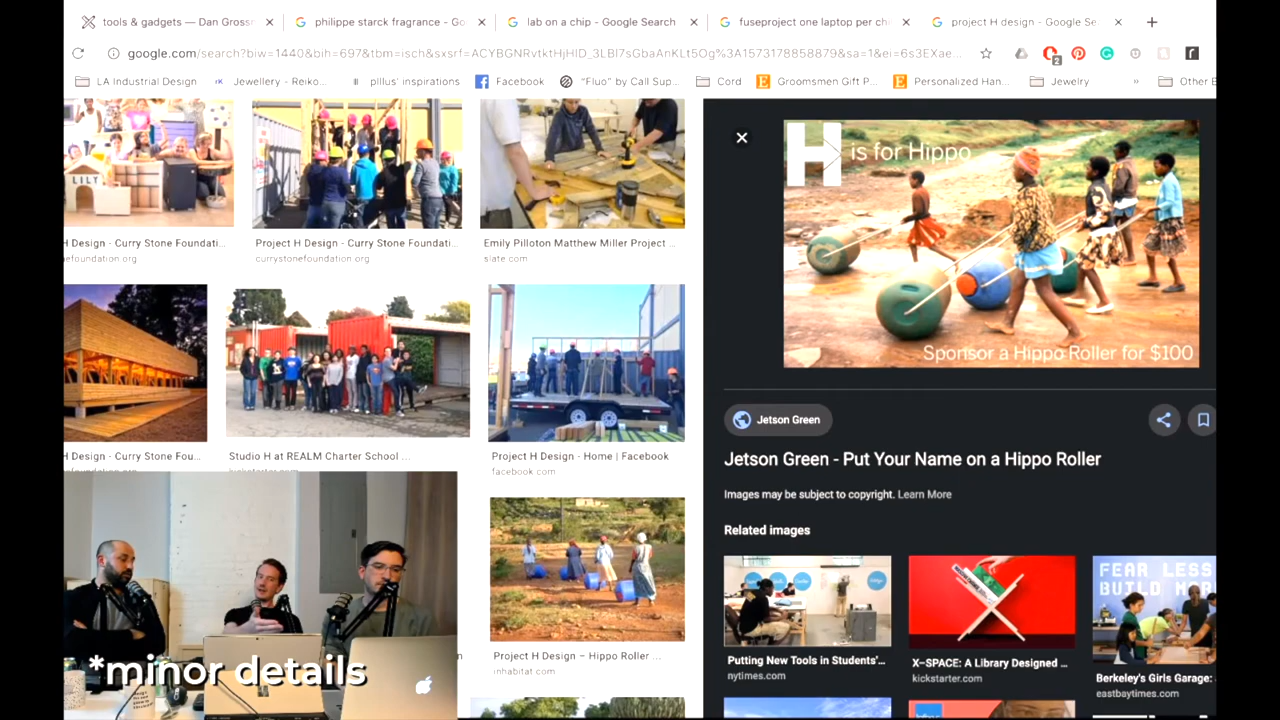 tools & gadgets — Dan Grossm
philippe starck fragrance - Go
lab on a chip - Google Search
fuseproject one laptop per chi
project H design - Google Se
google.com/search?biw=1440&bih=697&tbm=isch&sxsrf=ACYBGNRvtktHjHID_3LBl7sGbaAnKLt5Og%3A1573178858879&sa=1&ei=6s3EXae...
2
LA Industrial Design
Jewellery - Reiko...
plllus' inspirations
Facebook
"Fluo" by Call Sup...
Cord
Groomsmen Gift P...
Personalized Han...
Jewelry
»
Other B
LILY
H Design - Curry Stone Foundati...
Project H Design - Curry Stone Foundati...
currystonefoundation.org
Emily Pilloton Matthew Miller Project ...
slate.com
H is for Hippo
Sponsor a Hippo Roller for $100
H Design - Curry Stone Fou...
Studio H at REALM Charter School ...
kickstarter.com
Project H Design - Home | Facebook
facebook.com
Jetson Green
Jetson Green - Put Your Name on a Hippo Roller
Images may be subject to copyright. Learn More
Related images
Project H Design – Hippo Roller ...
inhabitat.com
Putting New Tools in Students'...
nytimes.com
X-SPACE: A Library Designed ...
kickstarter.com
FEAR LESS
BUILD MOR
Berkeley's Girls Garage:
eastbaytimes.com
*minor details